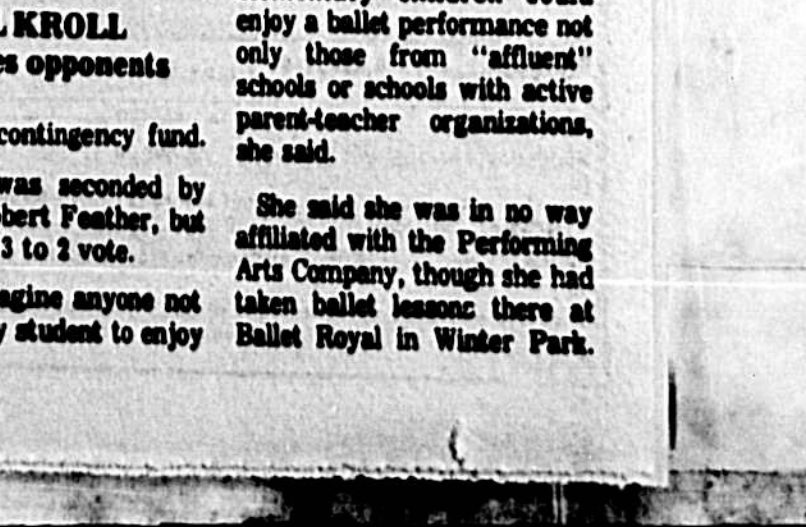 KROLL
opponents
contingency fund.
was seconded by
Feather, but
3 to 2 vote.
anyone not
student to enjoy
enjoy a ballet performance not
only those from "affluent"
schools or schools with active
parent-teacher organizations,
she said.
She said she was in no way
affiliated with the Performing
Arts Company, though she had
taken ballet lessons there at
Ballet Royal in Winter Park.